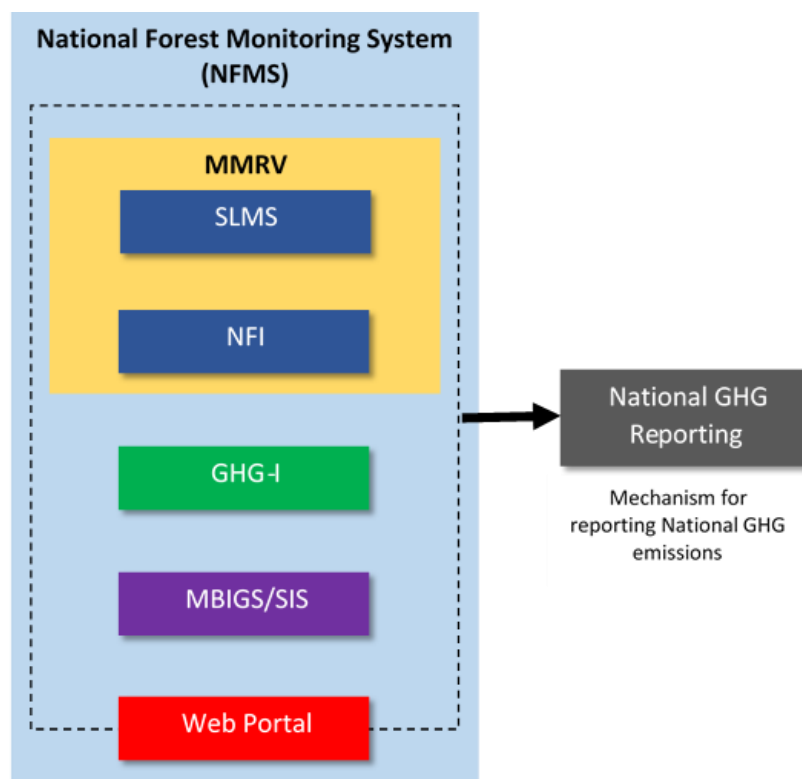 National Forest Monitoring System
(NFMS)
MMRV
SLMS
NFI
GHG-I
MBIGS/SIS
Web Portal
National GHG
Reporting
Mechanism for
reporting National GHG
emissions